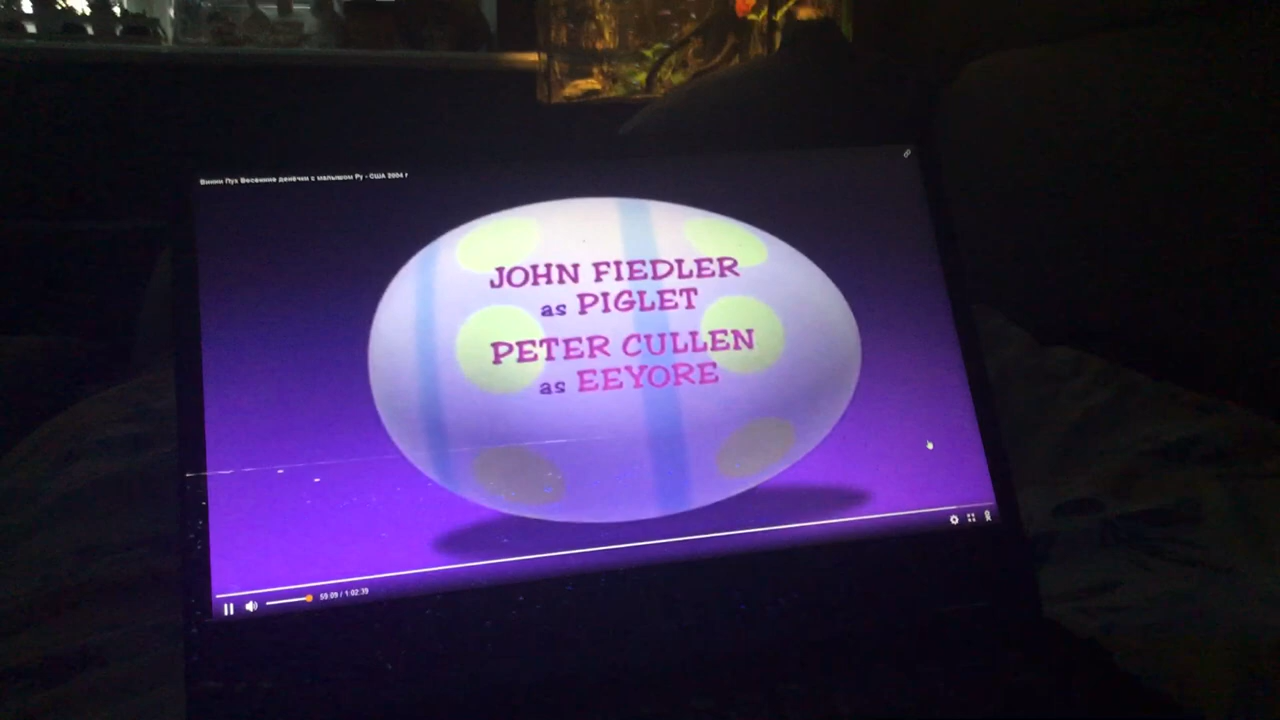 Винни Пух Весенние денёчки с малышом Ру - США 2004 г
JOHN FIEDLER
as PIGLET
PETER CULLEN
as EEYORE
59:09 / 1:02:39